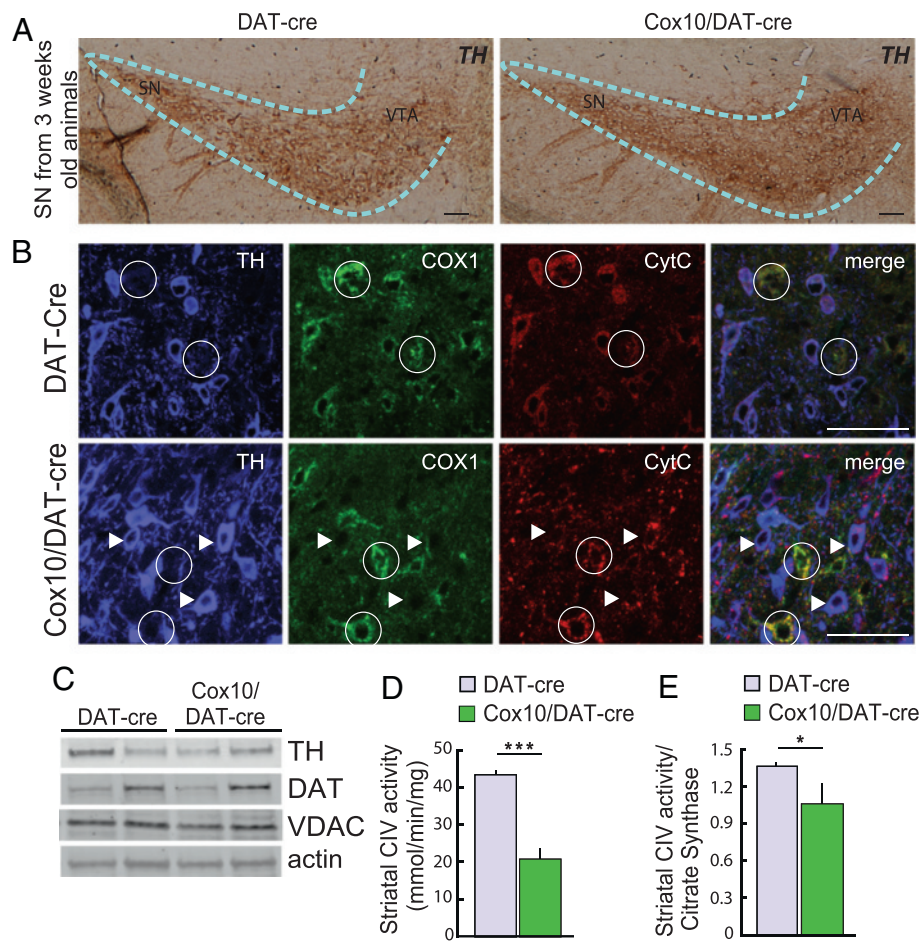 A
DAT-cre
Cox10/DAT-cre
SN from 3 weeks
old animals
SN
VTA
TH
SN
VTA
TH
B
DAT-Cre
TH
COX1
CytC
merge
Cox10/DAT-cre
TH
COX1
CytC
merge
C
DAT-cre
Cox10/
DAT-cre
TH
DAT
VDAC
actin
D
DAT-cre
Cox10/DAT-cre
Striatal CIV activity
(mmol/min/mg)
50
40
30
20
10
0
***
E
DAT-cre
Cox10/DAT-cre
Striatal CIV activity/
Citrate Synthase
1.5
1.2
0.9
0.6
0.3
0
*